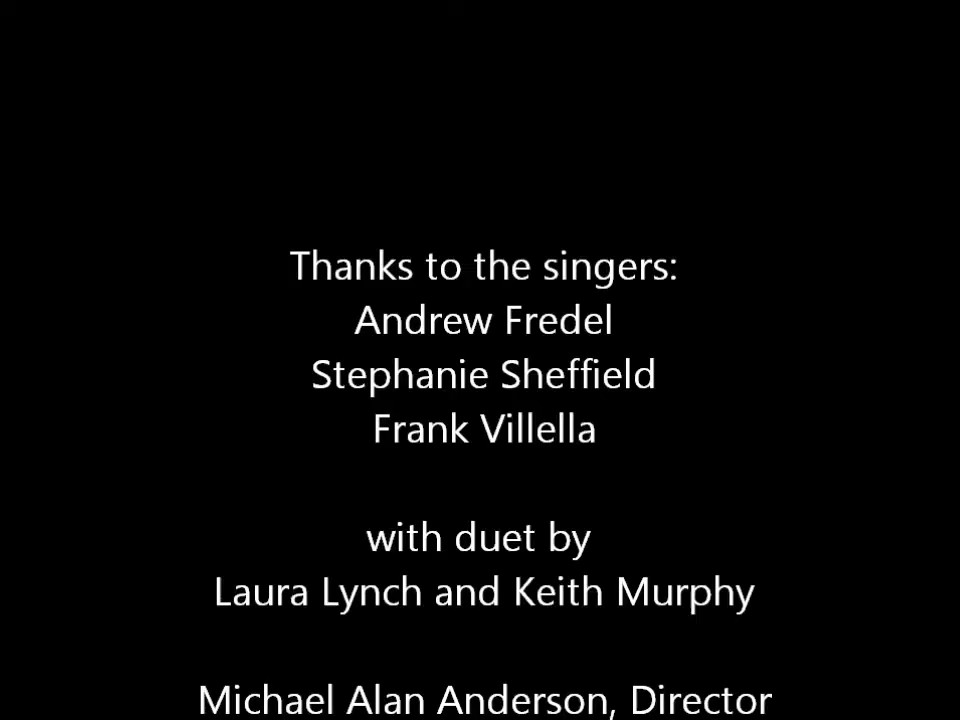 Thanks to the singers:
Andrew Fredel
Stephanie Sheffield
Frank Villella
with duet by
Laura Lynch and Keith Murphy
Michael Alan Anderson, Director